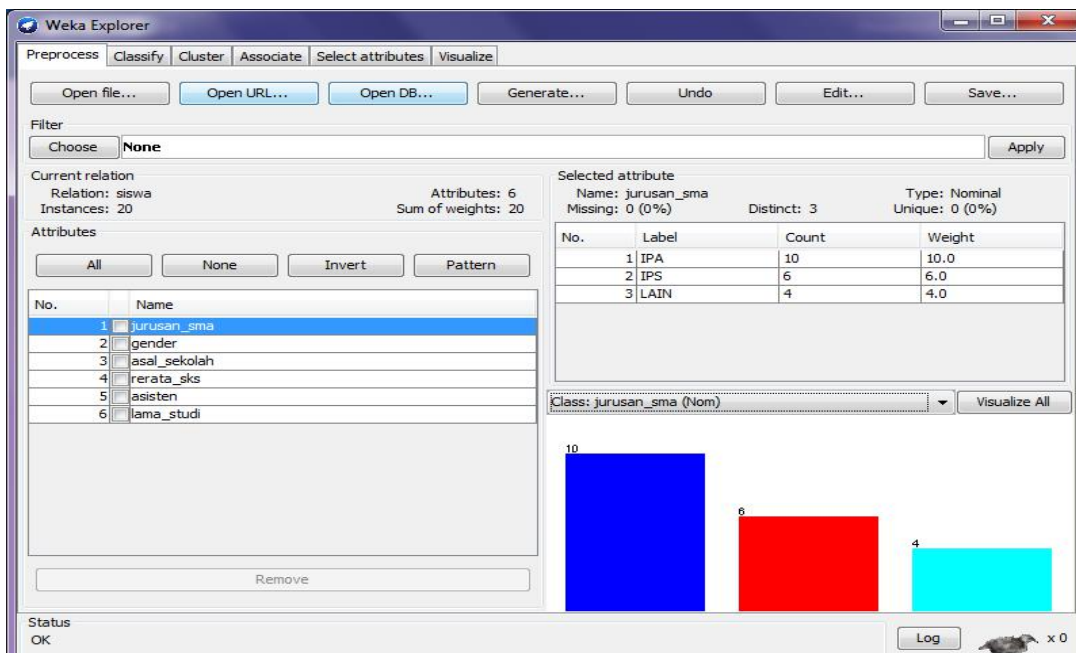 Weka Explorer
Preprocess Classify Cluster Associate Select attributes Visualize
Open file... Open URL... Open DB... Generate... Undo Edit... Save...
Filter
Choose None Apply
Current relation
Relation: siswa Attributes: 6
Instances: 20 Sum of weights: 20
Attributes
All None Invert Pattern
No. Name
1 jurusan_sma
2 gender
3 asal_sekolah
4 rerata_sks
5 asisten
6 lama_studi
Remove
Selected attribute
Name: jurusan_sma Type: Nominal
Missing: 0 (0%) Distinct: 3 Unique: 0 (0%)
No. Label Count Weight
1 IPA 10 10.0
2 IPS 6 6.0
3 LAIN 4 4.0
Class: jurusan_sma (Nom) Visualize All
10
6
4
Status
OK Log x 0